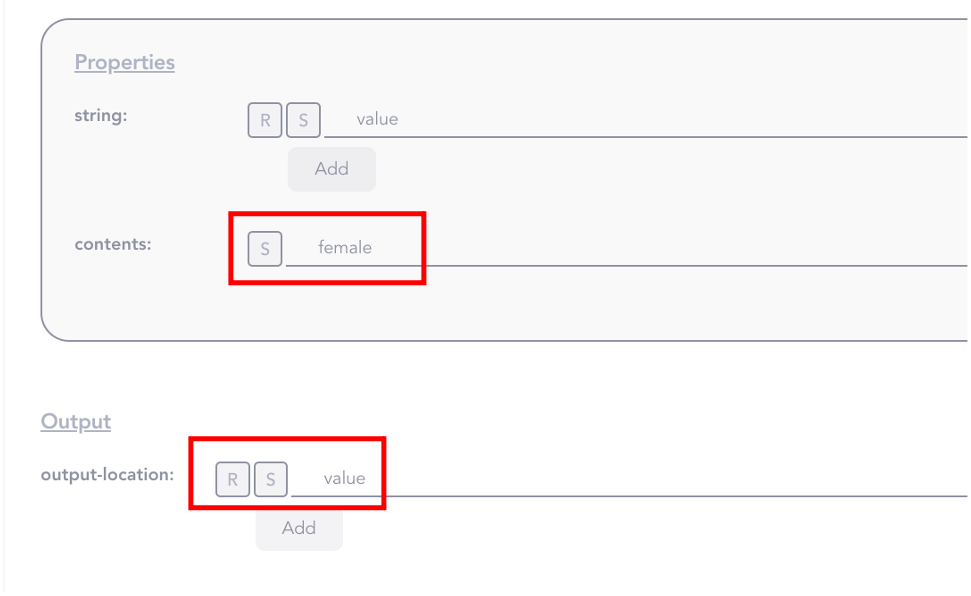 Properties
string: R S value
Add
contents: S female
Output
output-location: R S value
Add